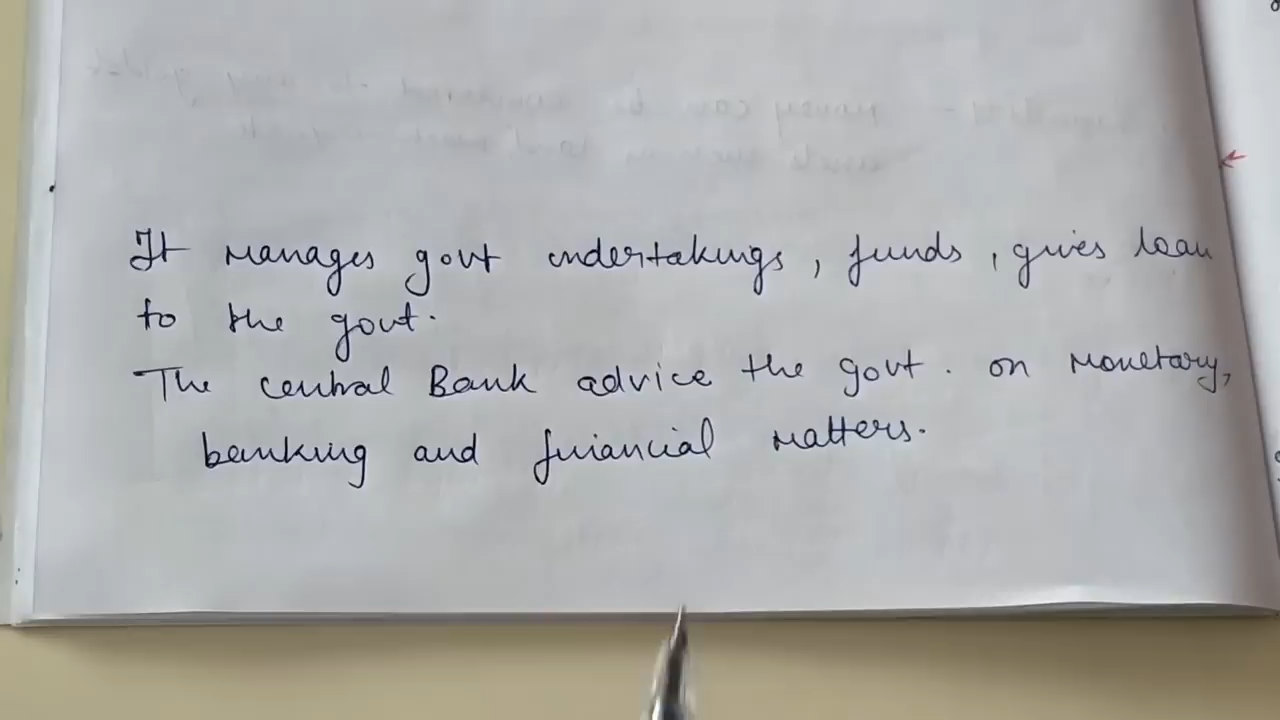 It manages govt undertakings, funds, gives loan
to the govt.
The central Bank advice the govt. on Monetary,
banking and financial matters.